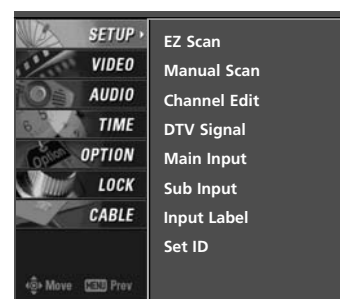 SETUP
VIDEO
AUDIO
TIME
OPTION
LOCK
CABLE
Move MENU Prev
EZ Scan
Manual Scan
Channel Edit
DTV Signal
Main Input
Sub Input
Input Label
Set ID